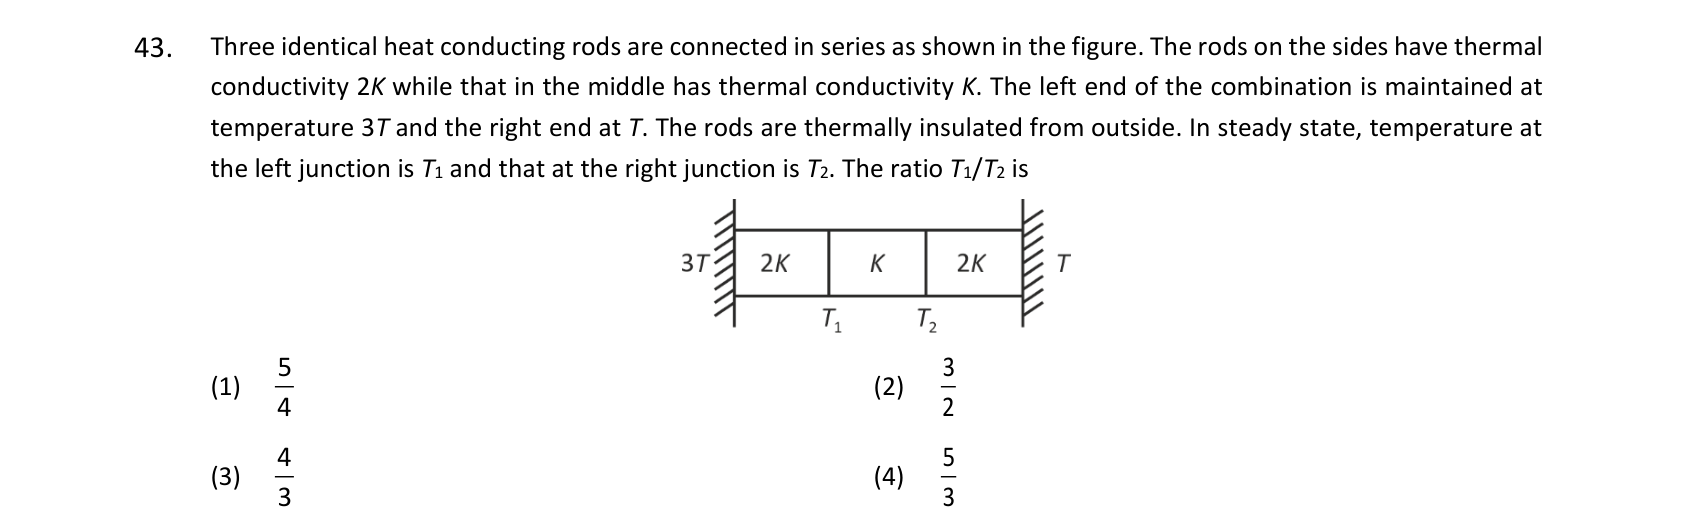 43. Three identical heat conducting rods are connected in series as shown in the figure. The rods on the sides have thermal
conductivity 2K while that in the middle has thermal conductivity K. The left end of the combination is maintained at
temperature 3T and the right end at T. The rods are thermally insulated from outside. In steady state, temperature at
the left junction is T1 and that at the right junction is T2. The ratio T1/T2 is
3T 2K K 2K T
T1 T2
(1) 5/4 (2) 3/2
(3) 4/3 (4) 5/3